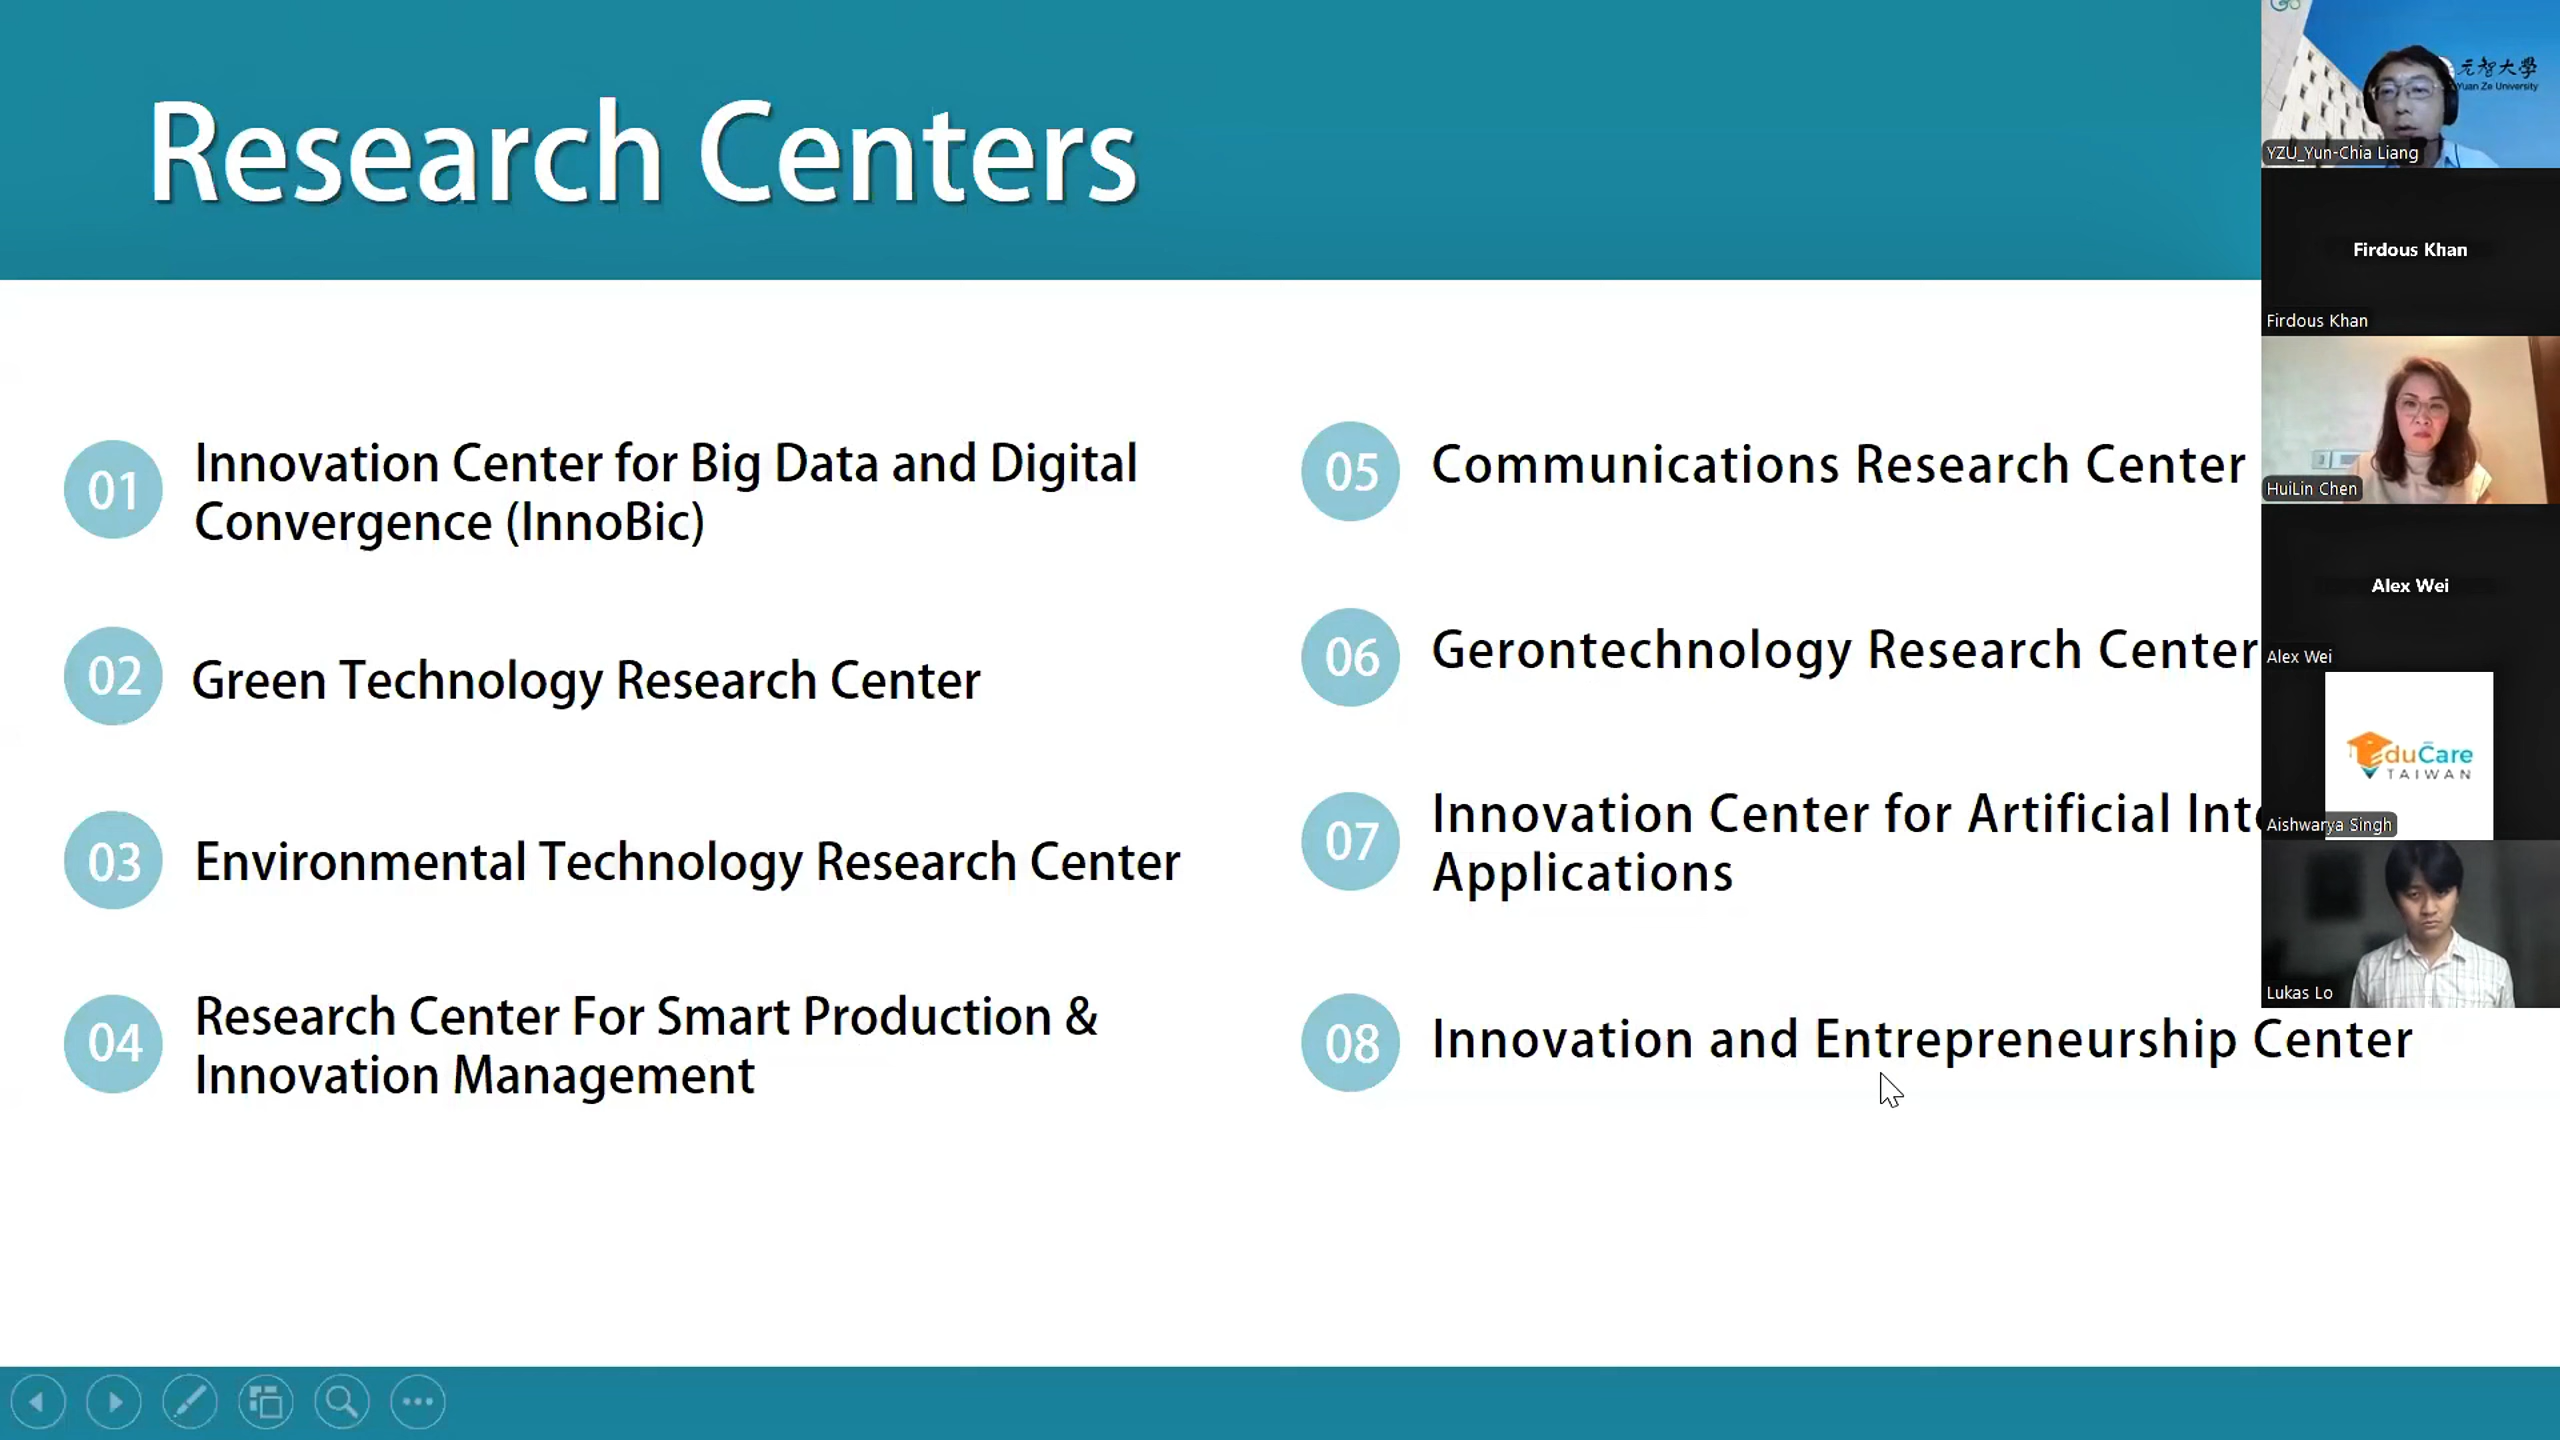 Research Centers
01
Innovation Center for Big Data and Digital
Convergence (InnoBic)
02
Green Technology Research Center
03
Environmental Technology Research Center
04
Research Center For Smart Production &
Innovation Management
05
Communications Research Center
06
Gerontechnology Research Center
07
Innovation Center for Artificial
Applications
08
Innovation and Entrepreneurship Center
元智大學
Yuan Ze University
YZU_Yun-Chia Liang
Firdous Khan
Firdous Khan
HuiLin Chen
Alex Wei
Alex Wei
EduCare
TAIWAN
Aishwarya Singh
Lukas Lo